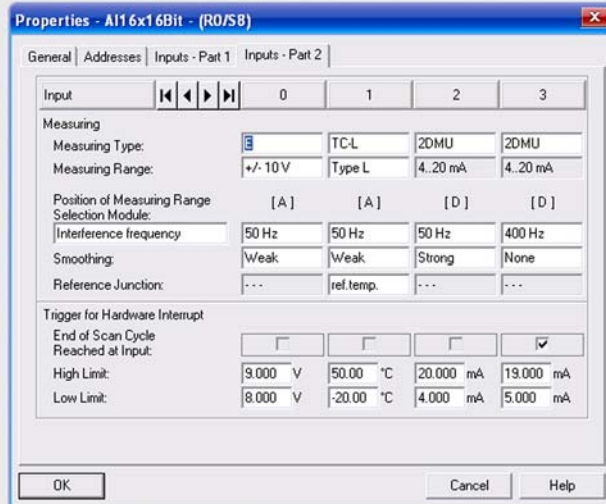 Properties - AI16x16Bit - (R0/S8)
General Addresses Inputs - Part 1 Inputs - Part 2
Input 0 1 2 3
Measuring
Measuring Type: E TC-L 2DMU 2DMU
Measuring Range: +/- 10 V Type L 4..20 mA 4..20 mA
Position of Measuring Range [A] [A] [D] [D]
Selection Module:
Interference frequency 50 Hz 50 Hz 50 Hz 400 Hz
Smoothing: Weak Weak Strong None
Reference Junction: --- ref.temp. --- ---
Trigger for Hardware Interrupt
End of Scan Cycle
Reached at Input:
High Limit: 9.000 V 50.00 °C 20.000 mA 19.000 mA
Low Limit: 8.000 V -20.00 °C 4.000 mA 5.000 mA
OK Cancel Help